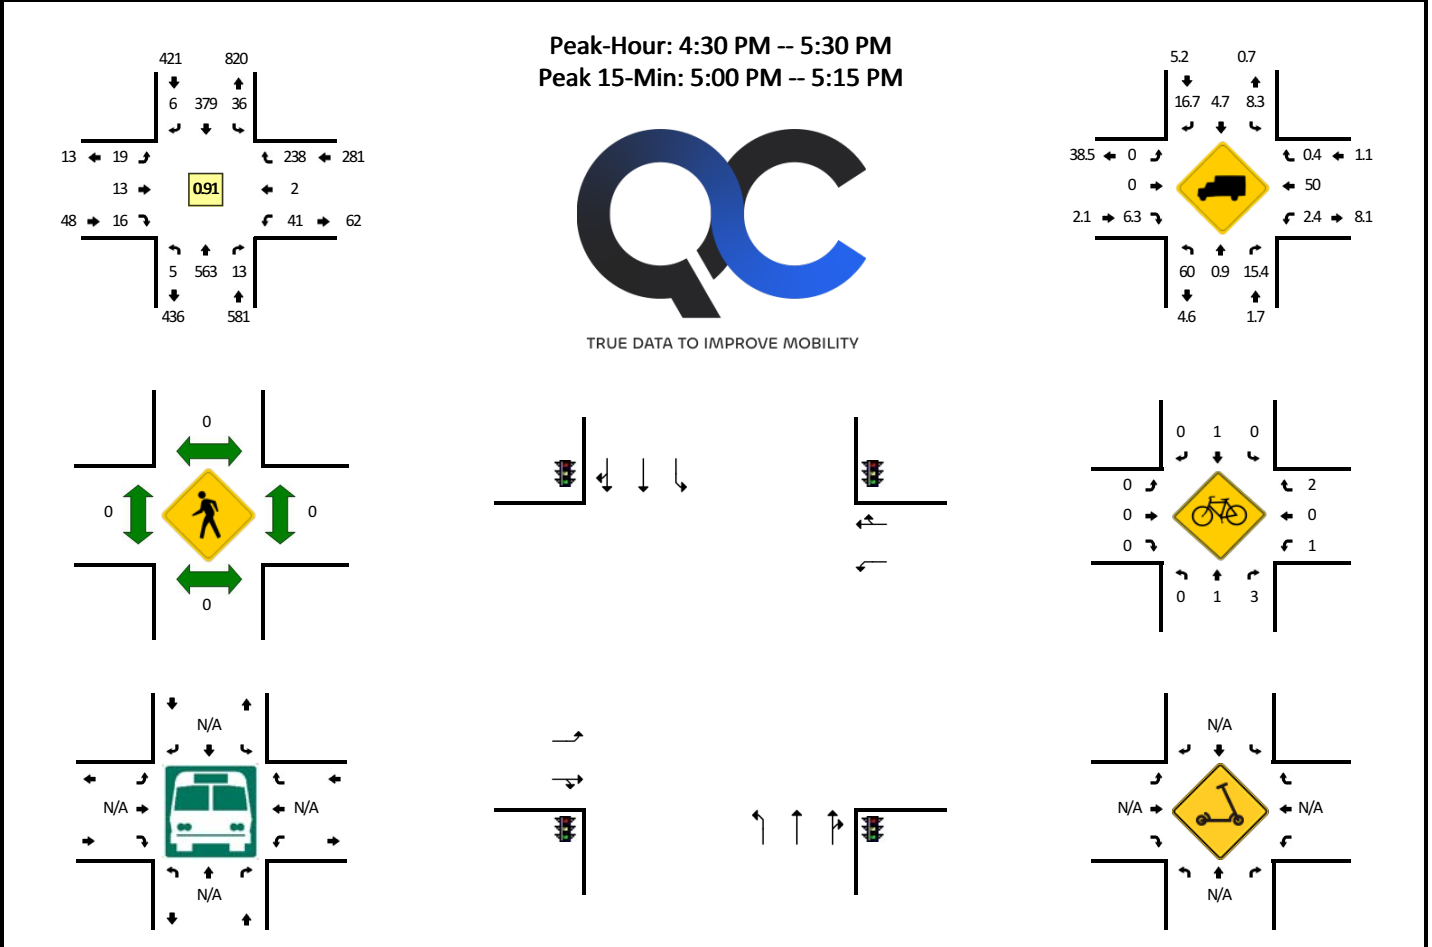 Peak-Hour: 4:30 PM -- 5:30 PM
Peak 15-Min: 5:00 PM -- 5:15 PM
421 820
6 379 36
13 19 238 281
13 0.91 2
48 16 41 62
5 563 13
436 581
QC
TRUE DATA TO IMPROVE MOBILITY
5.2 0.7
16.7 4.7 8.3
38.5 0 0.4 1.1
0 50
2.1 6.3 2.4 8.1
60 0.9 15.4
4.6 1.7
0
0 0
0
0 1 0
0 2
0 0
0 1
0 1 3
N/A
N/A N/A
N/A
N/A
N/A N/A
N/A